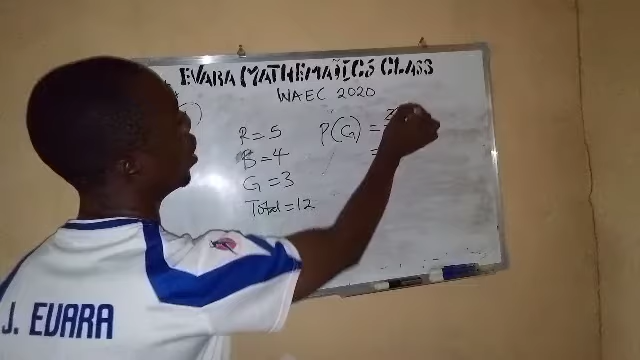 EVARA MATHEMATICS CLASS
WAEC 2020
R = 5
B = 4
G = 3
Total = 12
P(G) =
=
J. EVARA